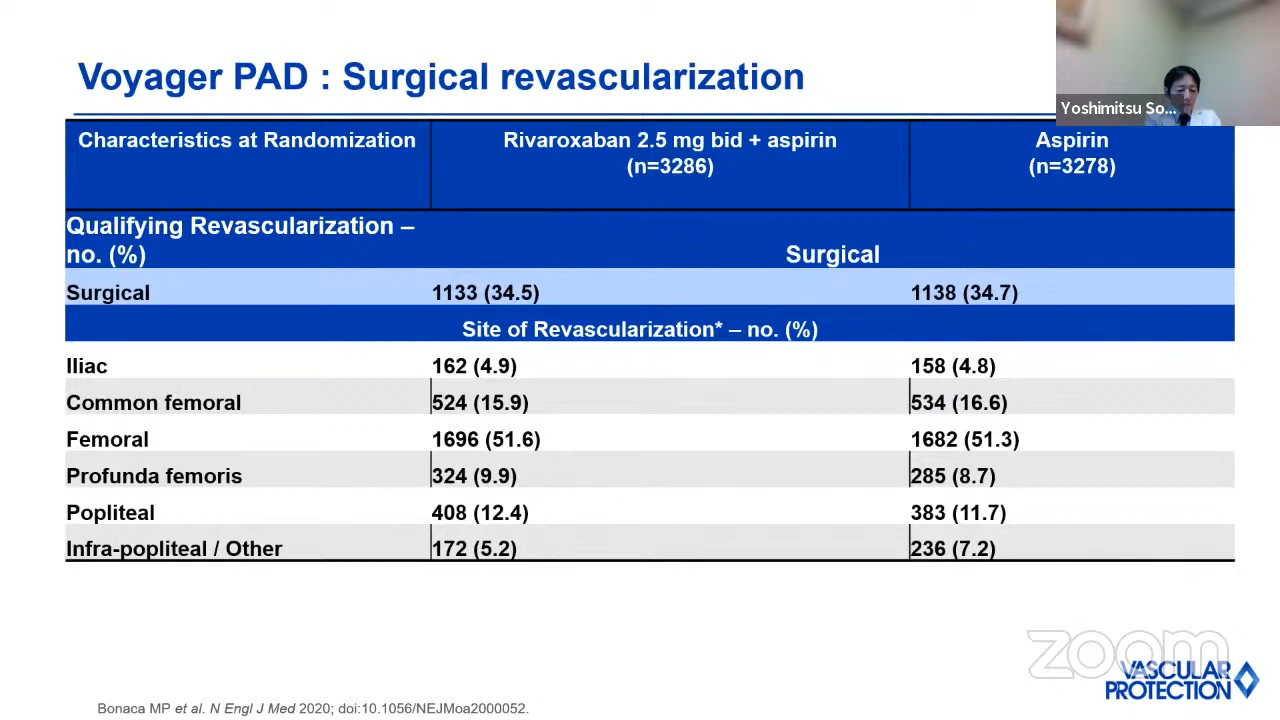 Voyager PAD : Surgical revascularization
Yoshimitsu So...
Characteristics at Randomization
Rivaroxaban 2.5 mg bid + aspirin
(n=3286)
Aspirin
(n=3278)
Qualifying Revascularization –
no. (%)
Surgical
Surgical 1133 (34.5) 1138 (34.7)
Site of Revascularization* – no. (%)
Iliac 162 (4.9) 158 (4.8)
Common femoral 524 (15.9) 534 (16.6)
Femoral 1696 (51.6) 1682 (51.3)
Profunda femoris 324 (9.9) 285 (8.7)
Popliteal 408 (12.4) 383 (11.7)
Infra-popliteal / Other 172 (5.2) 236 (7.2)
zoom
VASCULAR
PROTECTION
Bonaca MP et al. N Engl J Med 2020; doi:10.1056/NEJMoa2000052.